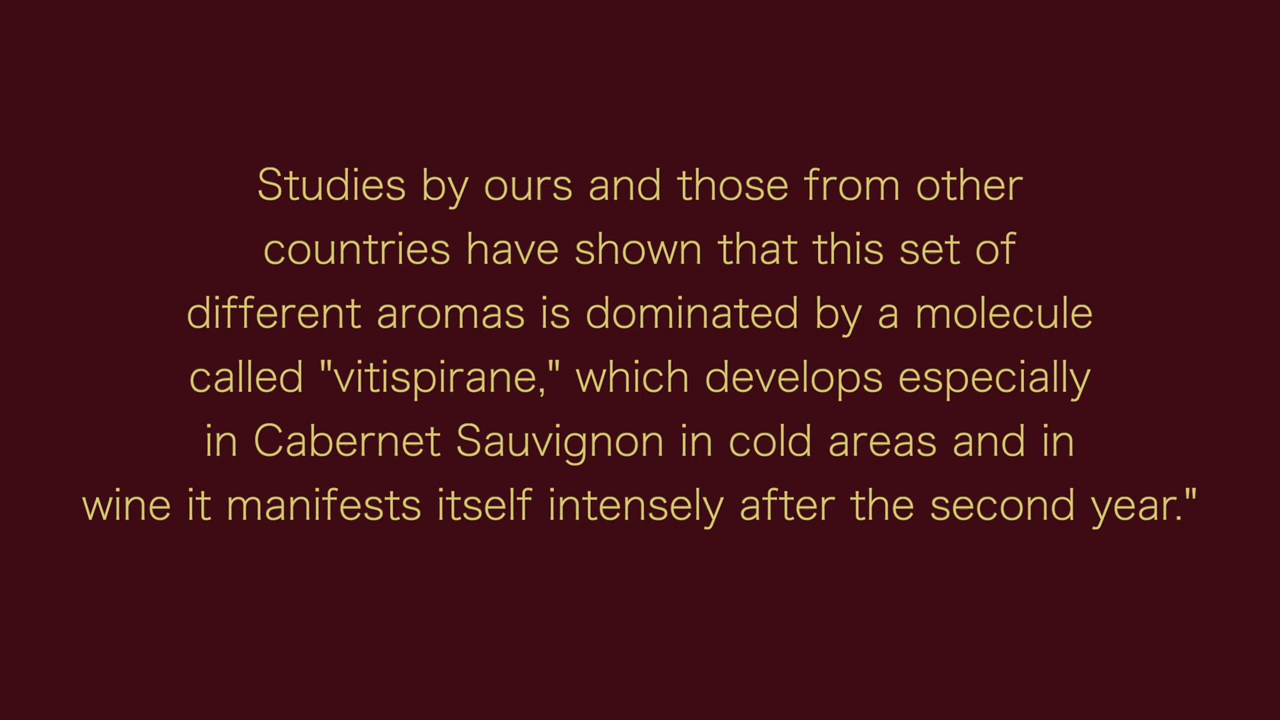 Studies by ours and those from other
countries have shown that this set of
different aromas is dominated by a molecule
called "vitispirane," which develops especially
in Cabernet Sauvignon in cold areas and in
wine it manifests itself intensely after the second year."